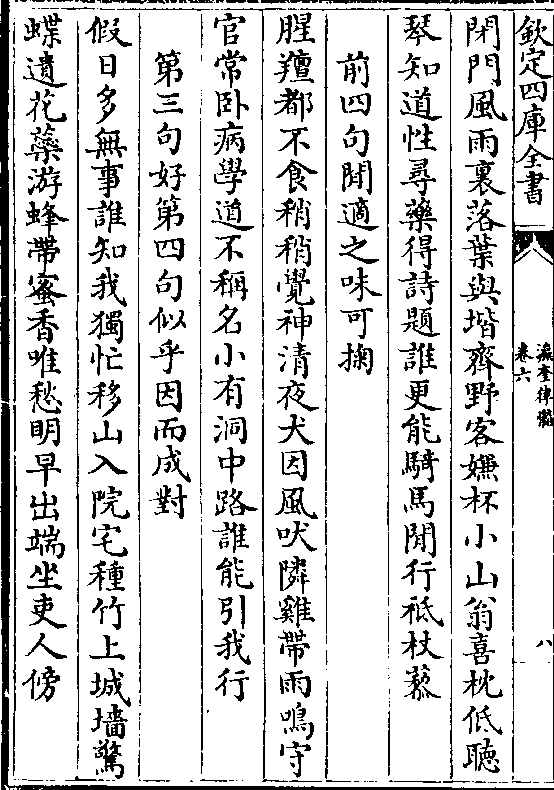 欽定四庫全書
瀛奎律髓
卷六
八
閉門風雨裏落葉與堦齊野客嫌杯小山翁喜枕低聽
琴知道性尋藥得詩題誰更能騎馬閒行秪杖藜
前四句閒適之味可掬
腥羶都不食稍稍覺神清夜犬因風吠隣雞帶雨鳴守
官常卧病學道不稱名小有洞中路誰能引我行
第三句好第四句似乎因而成對
假日多無事誰知我獨忙移山入院宅種竹上城墻驚
蝶遺花蘂游蜂帶蜜香唯愁明早出端坐吏人傍